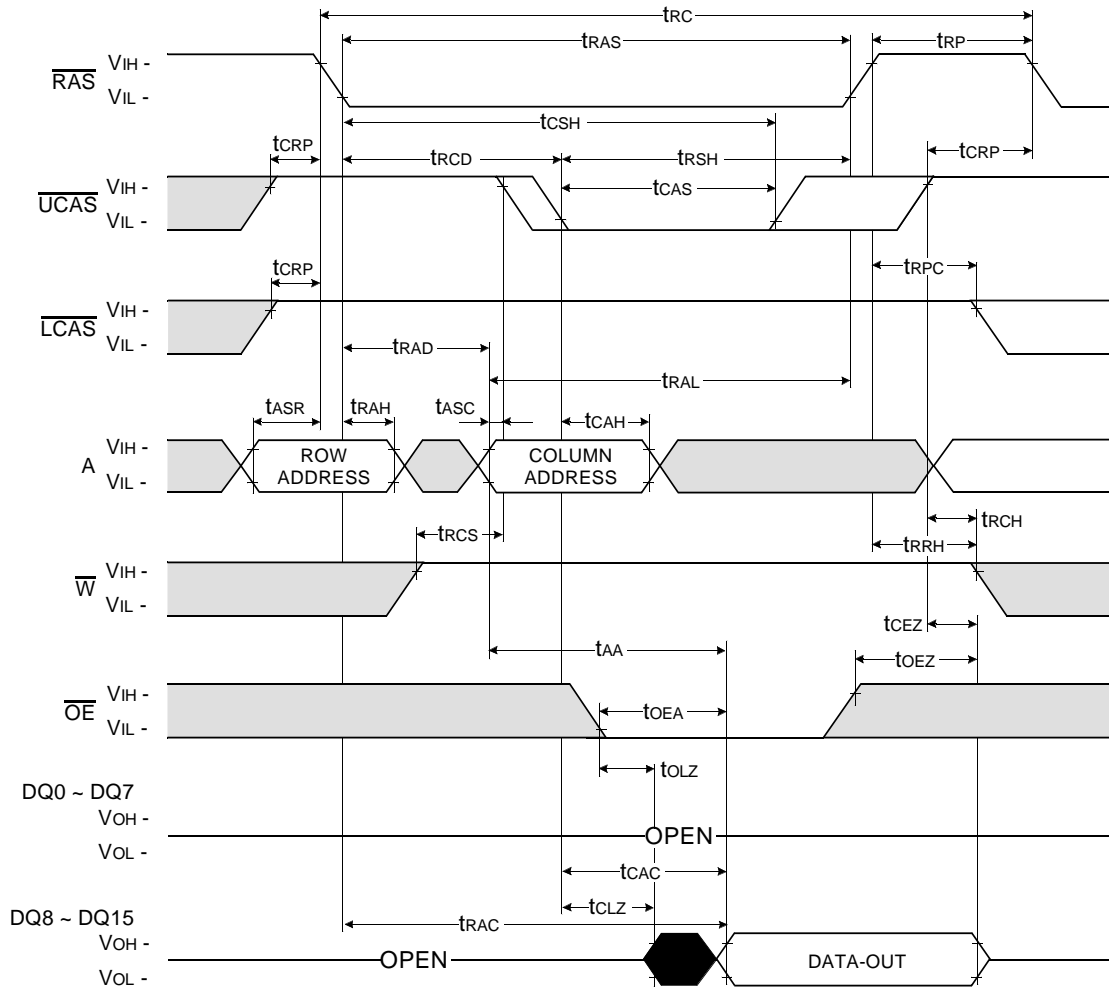 tRC
tRAS
tRP
RAS
VIH -
VIL -
tCSH
tCRP
tRCD
tRSH
tCRP
UCAS
VIH -
VIL -
tCAS
tCRP
tRPC
LCAS
VIH -
VIL -
tRAD
tRAL
tASR
tRAH
tASC
tCAH
A
VIH -
VIL -
ROW
ADDRESS
COLUMN
ADDRESS
tRCS
tRCH
tRRH
W
VIH -
VIL -
tCEZ
tAA
tOEZ
OE
VIH -
VIL -
tOEA
tOLZ
DQ0 ~ DQ7
VOH -
VOL -
OPEN
tCAC
tCLZ
tRAC
DQ8 ~ DQ15
VOH -
VOL -
OPEN
DATA-OUT